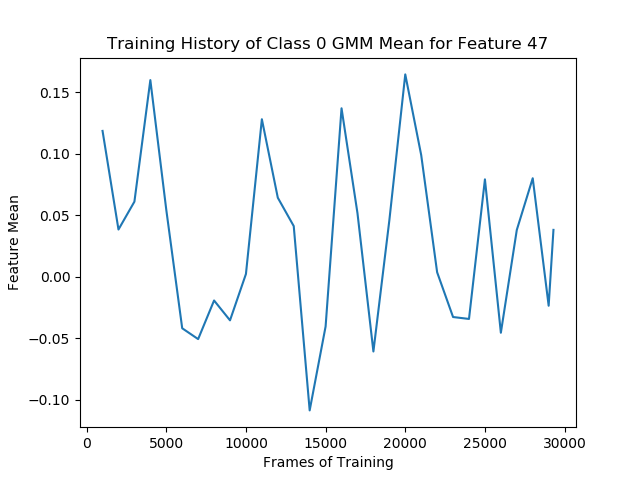 Training History of Class 0 GMM Mean for Feature 47
0.15
0.10
0.05
0.00
−0.05
−0.10
Feature Mean
0 5000 10000 15000 20000 25000 30000
Frames of Training